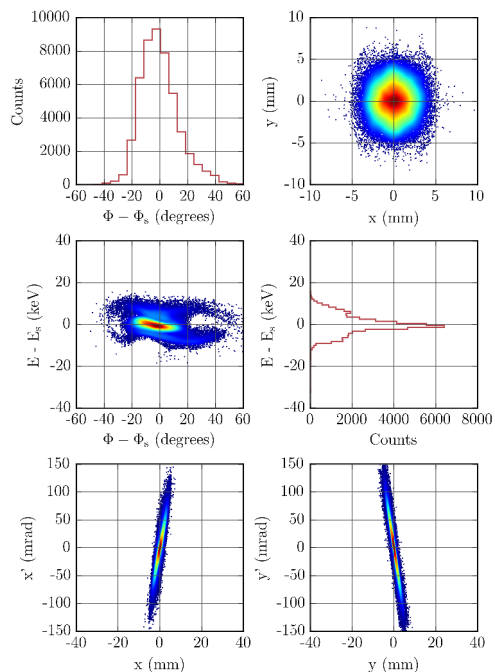 10000
8000
6000
4000
2000
0
Counts
-60 -40 -20 0 20 40 60
Φ − Φs (degrees)
10
5
0
-5
-10
y (mm)
-10 -5 0 5 10
x (mm)
40
20
0
-20
-40
E - Es (keV)
-60 -40 -20 0 20 40 60
Φ − Φs (degrees)
40
20
0
-20
-40
E - Es (keV)
0 2000 4000 6000 8000
Counts
150
100
50
0
-50
-100
-150
x' (mrad)
-40 -20 0 20 40
x (mm)
150
100
50
0
-50
-100
-150
y' (mrad)
-40 -20 0 20 40
y (mm)